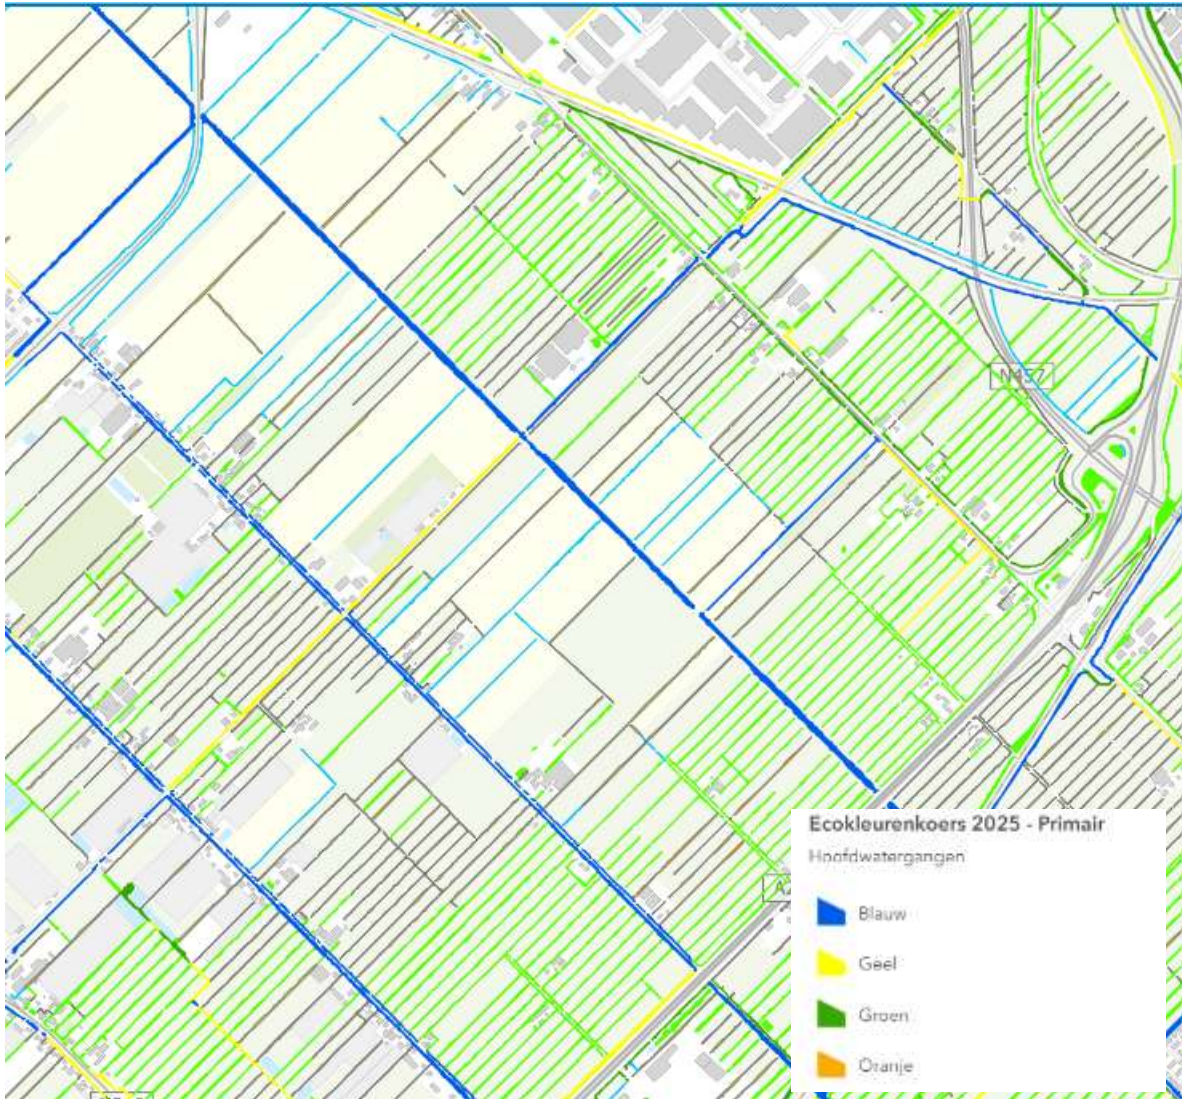 N457
Ecokleurenkoers 2025 - Primair
Hoofdwatergangen
Blauw
Geel
Groen
Oranje